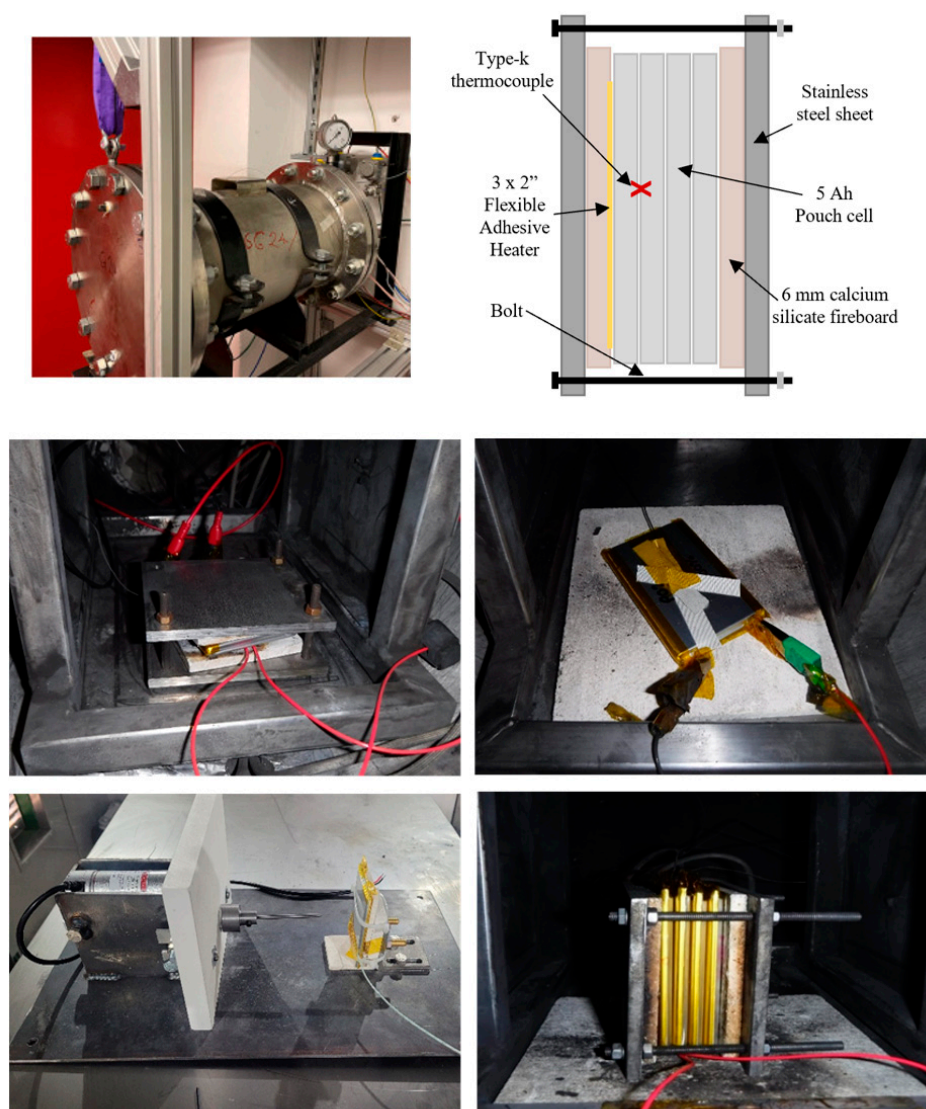 Type-k
thermocouple
Stainless
steel sheet
3 x 2”
Flexible
Adhesive
Heater
5 Ah
Pouch cell
6 mm calcium
silicate fireboard
Bolt